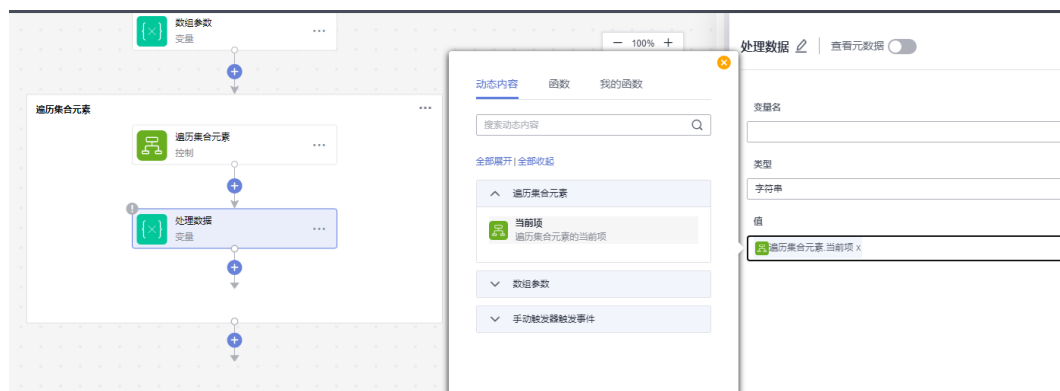 数组参数
变量
遍历集合元素
遍历集合元素
控制
处理数据
变量
100%
动态内容 函数 我的函数
搜索动态内容
全部展开|全部收起
遍历集合元素
当前项
遍历集合元素的当前项
数组参数
手动触发器触发事件
处理数据 查看元数据
变量名
类型
字符串
值
遍历集合元素.当前项 x